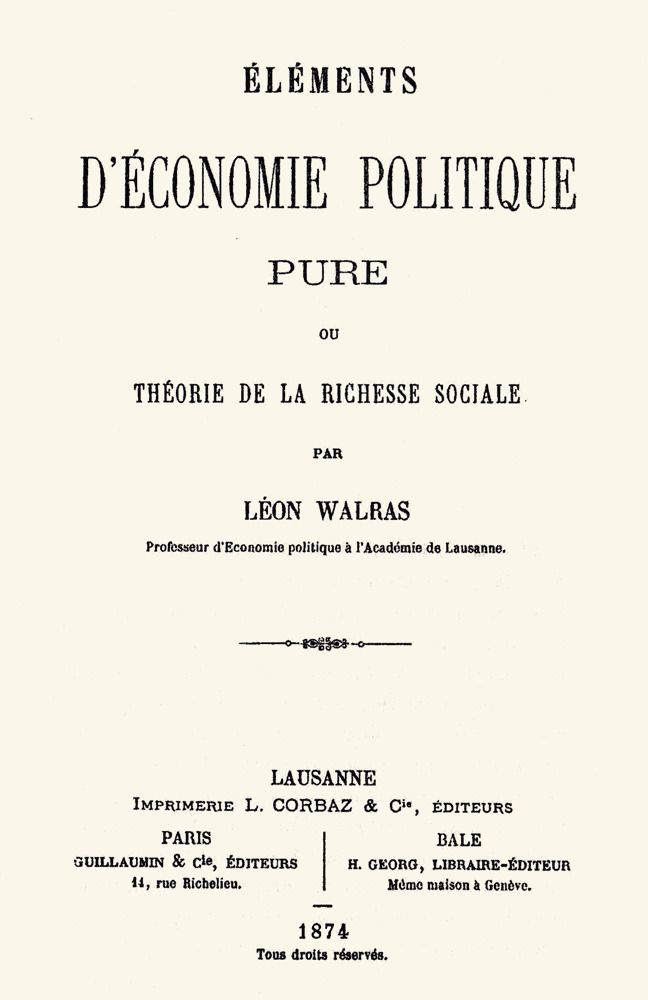 ÉLÉMENTS
D'ÉCONOMIE POLITIQUE
PURE
OU
THÉORIE DE LA RICHESSE SOCIALE
PAR
LÉON WALRAS
Professeur d'Economie politique à l'Académie de Lausanne.
LAUSANNE
IMPRIMERIE L. CORBAZ & Cie, ÉDITEURS
PARIS
GUILLAUMIN & Cie, ÉDITEURS
14, rue Richelieu.
BALE
H. GEORG, LIBRAIRE-ÉDITEUR
Même maison à Genève.
1874
Tous droits réservés.